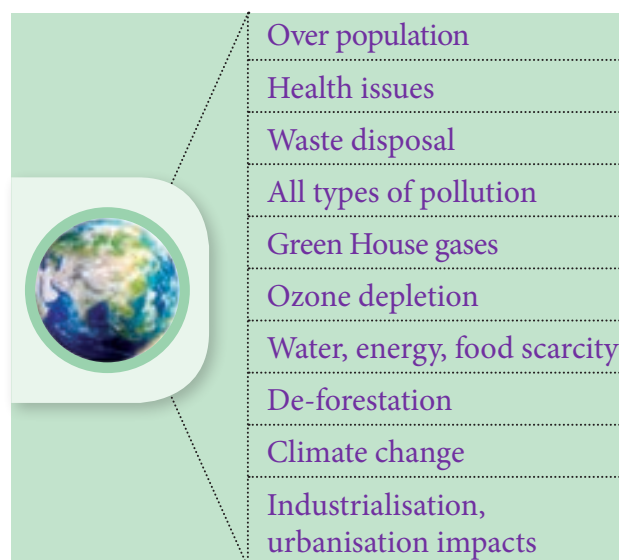 Over population
Health issues
Waste disposal
All types of pollution
Green House gases
Ozone depletion
Water, energy, food scarcity
De-forestation
Climate change
Industrialisation,
urbanisation impacts